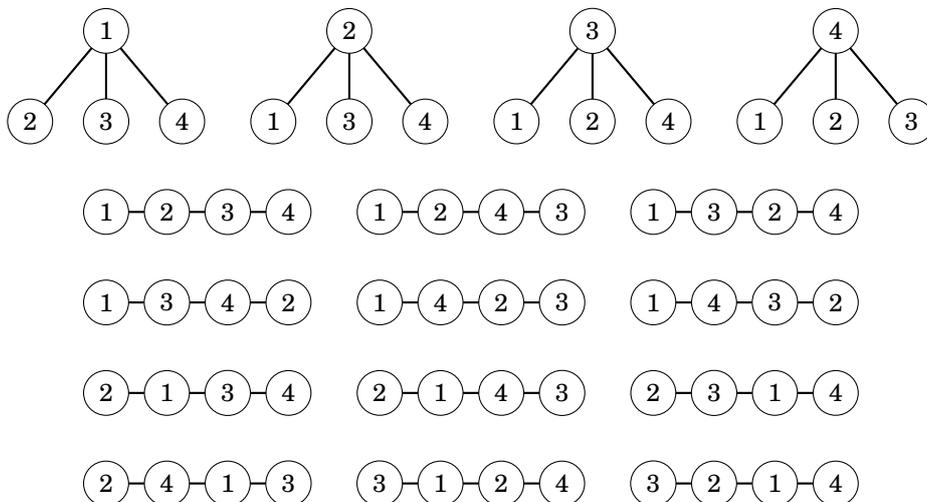 1 2 3 4
2 3 4 1 3 4 1 2 4 1 2 3
1 2 3 4 1 2 4 3 1 3 2 4
1 3 4 2 1 4 2 3 1 4 3 2
2 1 3 4 2 1 4 3 2 3 1 4
2 4 1 3 3 1 2 4 3 2 1 4